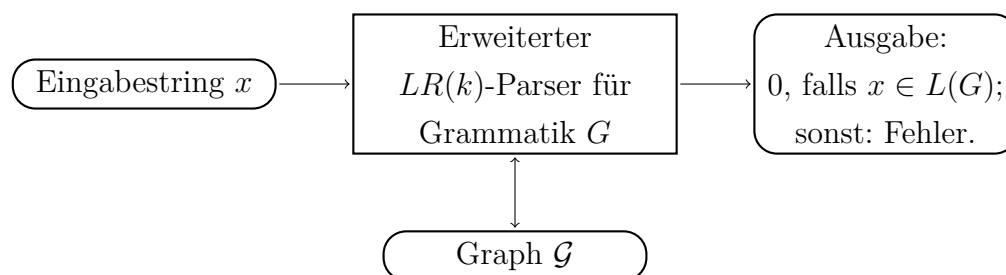 Eingabestring x
Erweiterter
LR(k)-Parser für
Grammatik G
Ausgabe:
0, falls x ∈ L(G);
sonst: Fehler.
Graph 𝒢